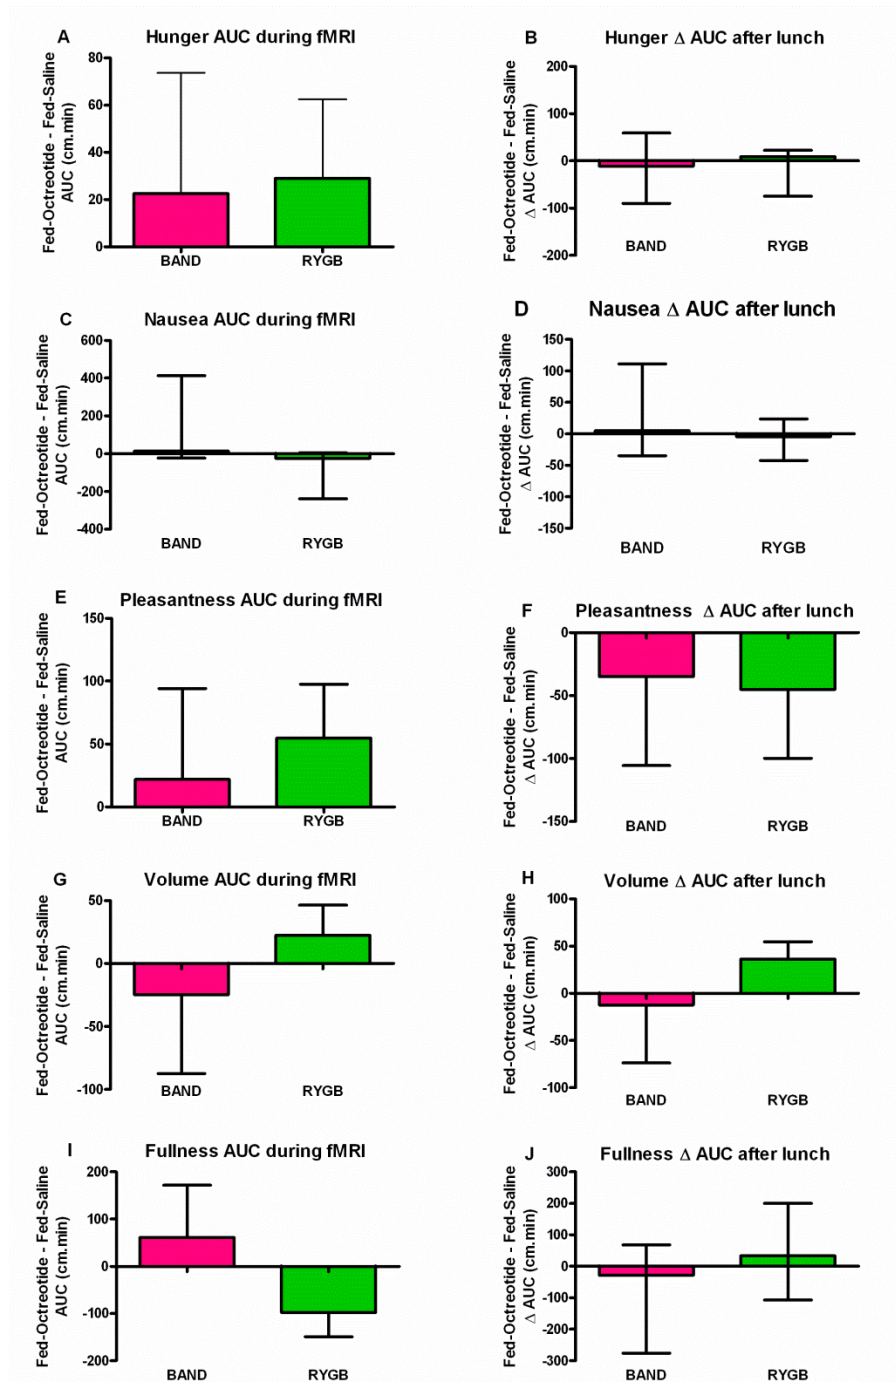 A
Hunger AUC during fMRI
Fed-Octreotide - Fed-Saline
AUC (cm.min)
80
60
40
20
0
BAND
RYGB
B
Hunger Δ AUC after lunch
Fed-Octreotide - Fed-Saline
Δ AUC (cm.min)
200
100
0
-100
-200
BAND
RYGB
C
Nausea AUC during fMRI
Fed-Octreotide - Fed-Saline
AUC (cm.min)
600
400
200
0
-200
-400
BAND
RYGB
D
Nausea Δ AUC after lunch
Fed-Octreotide - Fed-Saline
Δ AUC (cm.min)
150
100
50
0
-50
-100
-150
BAND
RYGB
E
Pleasantness AUC during fMRI
Fed-Octreotide - Fed-Saline
AUC (cm.min)
150
100
50
0
BAND
RYGB
F
Pleasantness Δ AUC after lunch
Fed-Octreotide - Fed-Saline
Δ AUC (cm.min)
0
-50
-100
-150
BAND
RYGB
G
Volume AUC during fMRI
Fed-Octreotide - Fed-Saline
AUC (cm.min)
50
0
-50
-100
BAND
RYGB
H
Volume Δ AUC after lunch
Fed-Octreotide - Fed-Saline
Δ AUC (cm.min)
100
50
0
-50
-100
BAND
RYGB
I
Fullness AUC during fMRI
Fed-Octreotide - Fed-Saline
AUC (cm.min)
200
100
0
-100
-200
BAND
RYGB
J
Fullness Δ AUC after lunch
Fed-Octreotide - Fed-Saline
Δ AUC (cm.min)
300
200
100
0
-100
-200
-300
BAND
RYGB